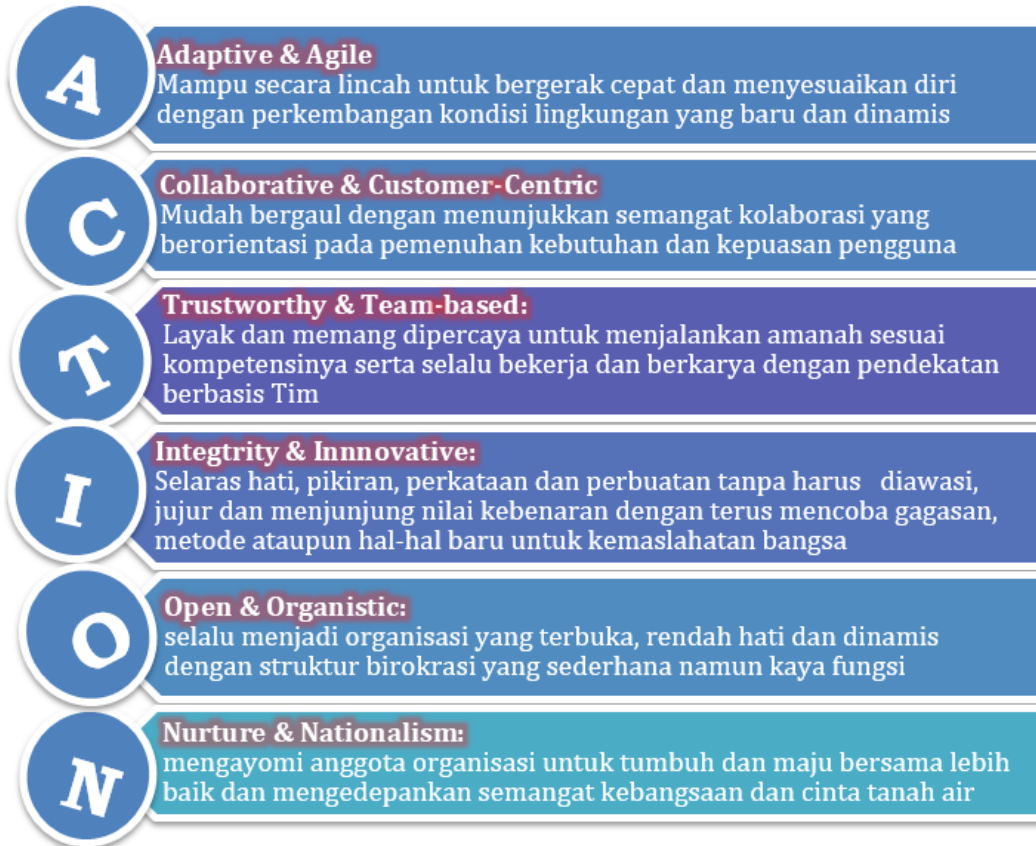 A
Adaptive & Agile
Mampu secara lincah untuk bergerak cepat dan menyesuaikan diri
dengan perkembangan kondisi lingkungan yang baru dan dinamis
C
Collaborative & Customer-Centric
Mudah bergaul dengan menunjukkan semangat kolaborasi yang
berorientasi pada pemenuhan kebutuhan dan kepuasan pengguna
T
Trustworthy & Team-based:
Layak dan memang dipercaya untuk menjalankan amanah sesuai
kompetensinya serta selalu bekerja dan berkarya dengan pendekatan
berbasis Tim
I
Integtrity & Innnovative:
Selaras hati, pikiran, perkataan dan perbuatan tanpa harus diawasi,
jujur dan menjunjung nilai kebenaran dengan terus mencoba gagasan,
metode ataupun hal-hal baru untuk kemaslahatan bangsa
O
Open & Organistic:
selalu menjadi organisasi yang terbuka, rendah hati dan dinamis
dengan struktur birokrasi yang sederhana namun kaya fungsi
N
Nurture & Nationalism:
mengayomi anggota organisasi untuk tumbuh dan maju bersama lebih
baik dan mengedepankan semangat kebangsaan dan cinta tanah air